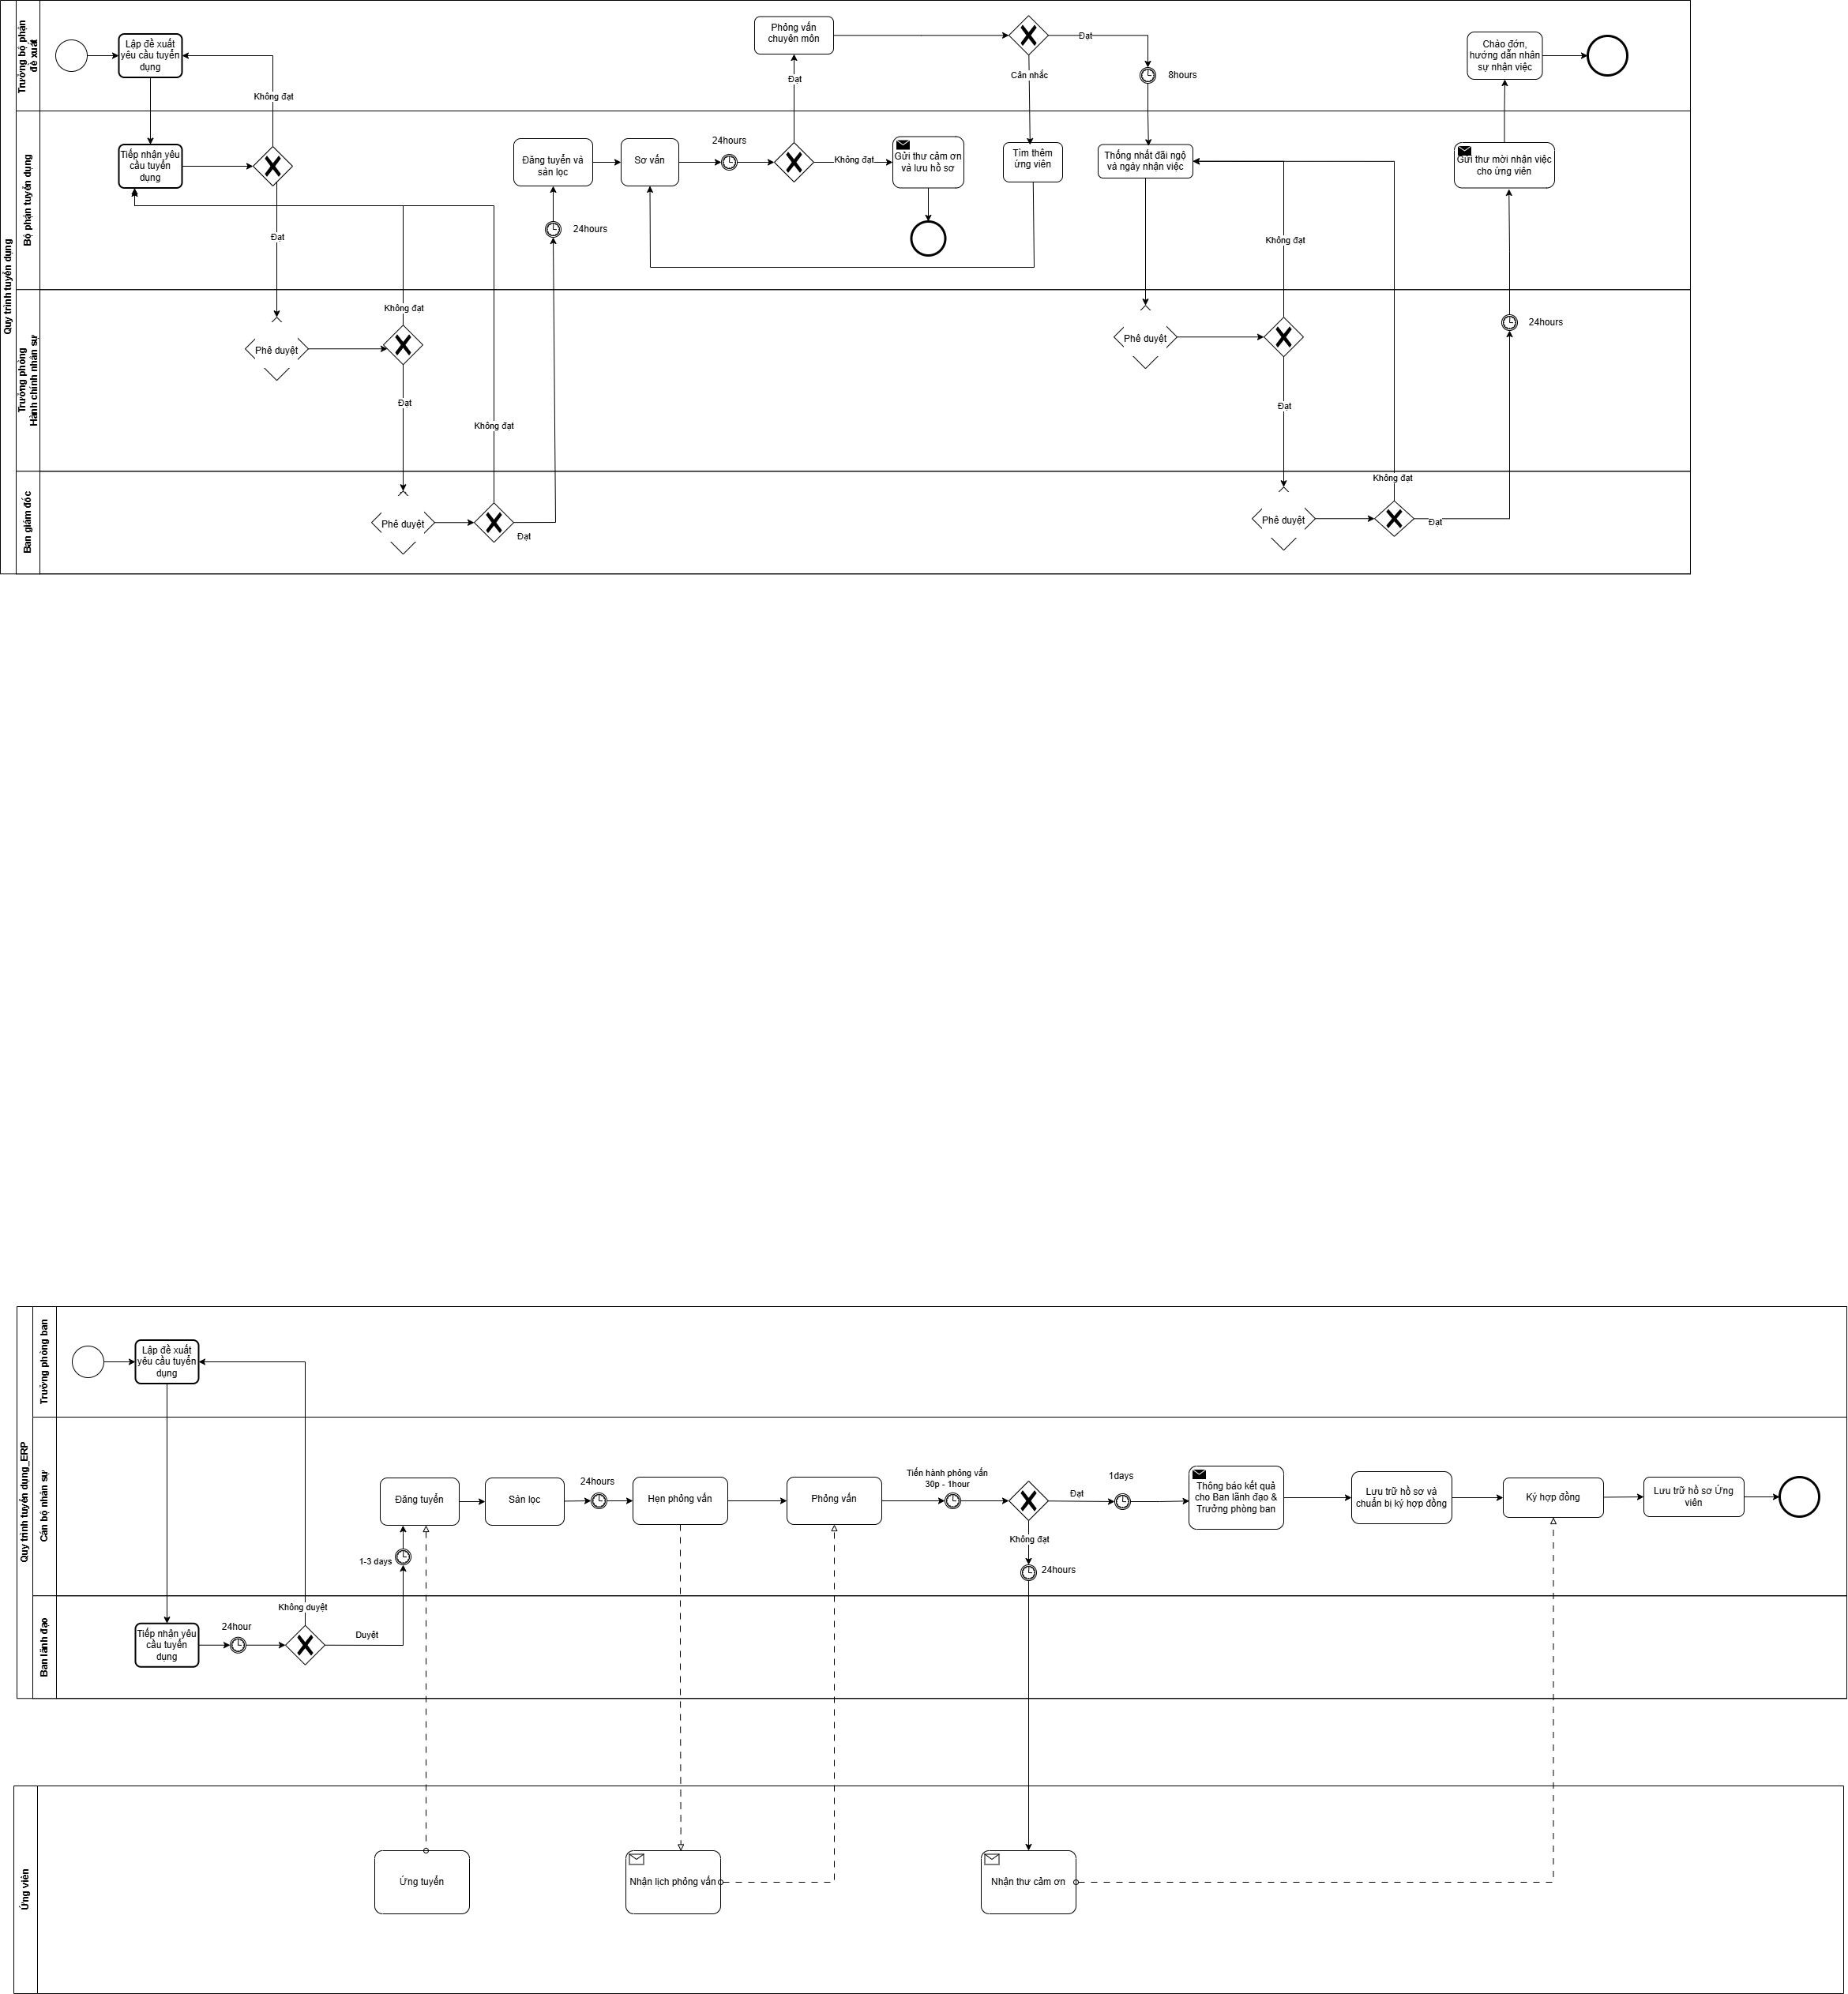 Quy trình tuyển dụng
Trưởng bộ phận
đề xuất
Lập đề xuất
yêu cầu tuyển
dụng
Không đạt
Phỏng vấn
chuyên môn
Đạt
Đạt
Cân nhắc
8hours
Chào đón,
hướng dẫn nhân
sự nhận việc
Bộ phận tuyển dụng
Tiếp nhận yêu
cầu tuyển
dụng
Đạt
Đăng tuyển và
sàn lọc
24hours
Sơ vấn
24hours
Không đạt
Gửi thư cảm ơn
và lưu hồ sơ
Tìm thêm
ứng viên
Thống nhất đãi ngộ
và ngày nhận việc
Không đạt
Gửi thư mời nhận việc
cho ứng viên
Trưởng phòng
Hành chính nhân sự
Phê duyệt
Không đạt
Đạt
Không đạt
Phê duyệt
Đạt
24hours
Ban giám đốc
Phê duyệt
Đạt
Phê duyệt
Không đạt
Đạt
Quy trình tuyển dụng_ERP
Trưởng phòng ban
Lập đề xuất
yêu cầu tuyển
dụng
Cán bộ nhân sự
Đăng tuyển
1-3 days
Sàn lọc
24hours
Hẹn phỏng vấn
Phỏng vấn
Tiến hành phỏng vấn
30p - 1hour
Đạt
Không đạt
24hours
1days
Thông báo kết quả
cho Ban lãnh đạo &
Trưởng phòng ban
Lưu trữ hồ sơ và
chuẩn bị ký hợp đồng
Ký hợp đồng
Lưu trữ hồ sơ Ứng
viên
Ban lãnh đạo
Tiếp nhận yêu
cầu tuyển
dụng
24hour
Không duyệt
Duyệt
Ứng viên
Ứng tuyển
Nhận lịch phỏng vấn
Nhận thư cảm ơn